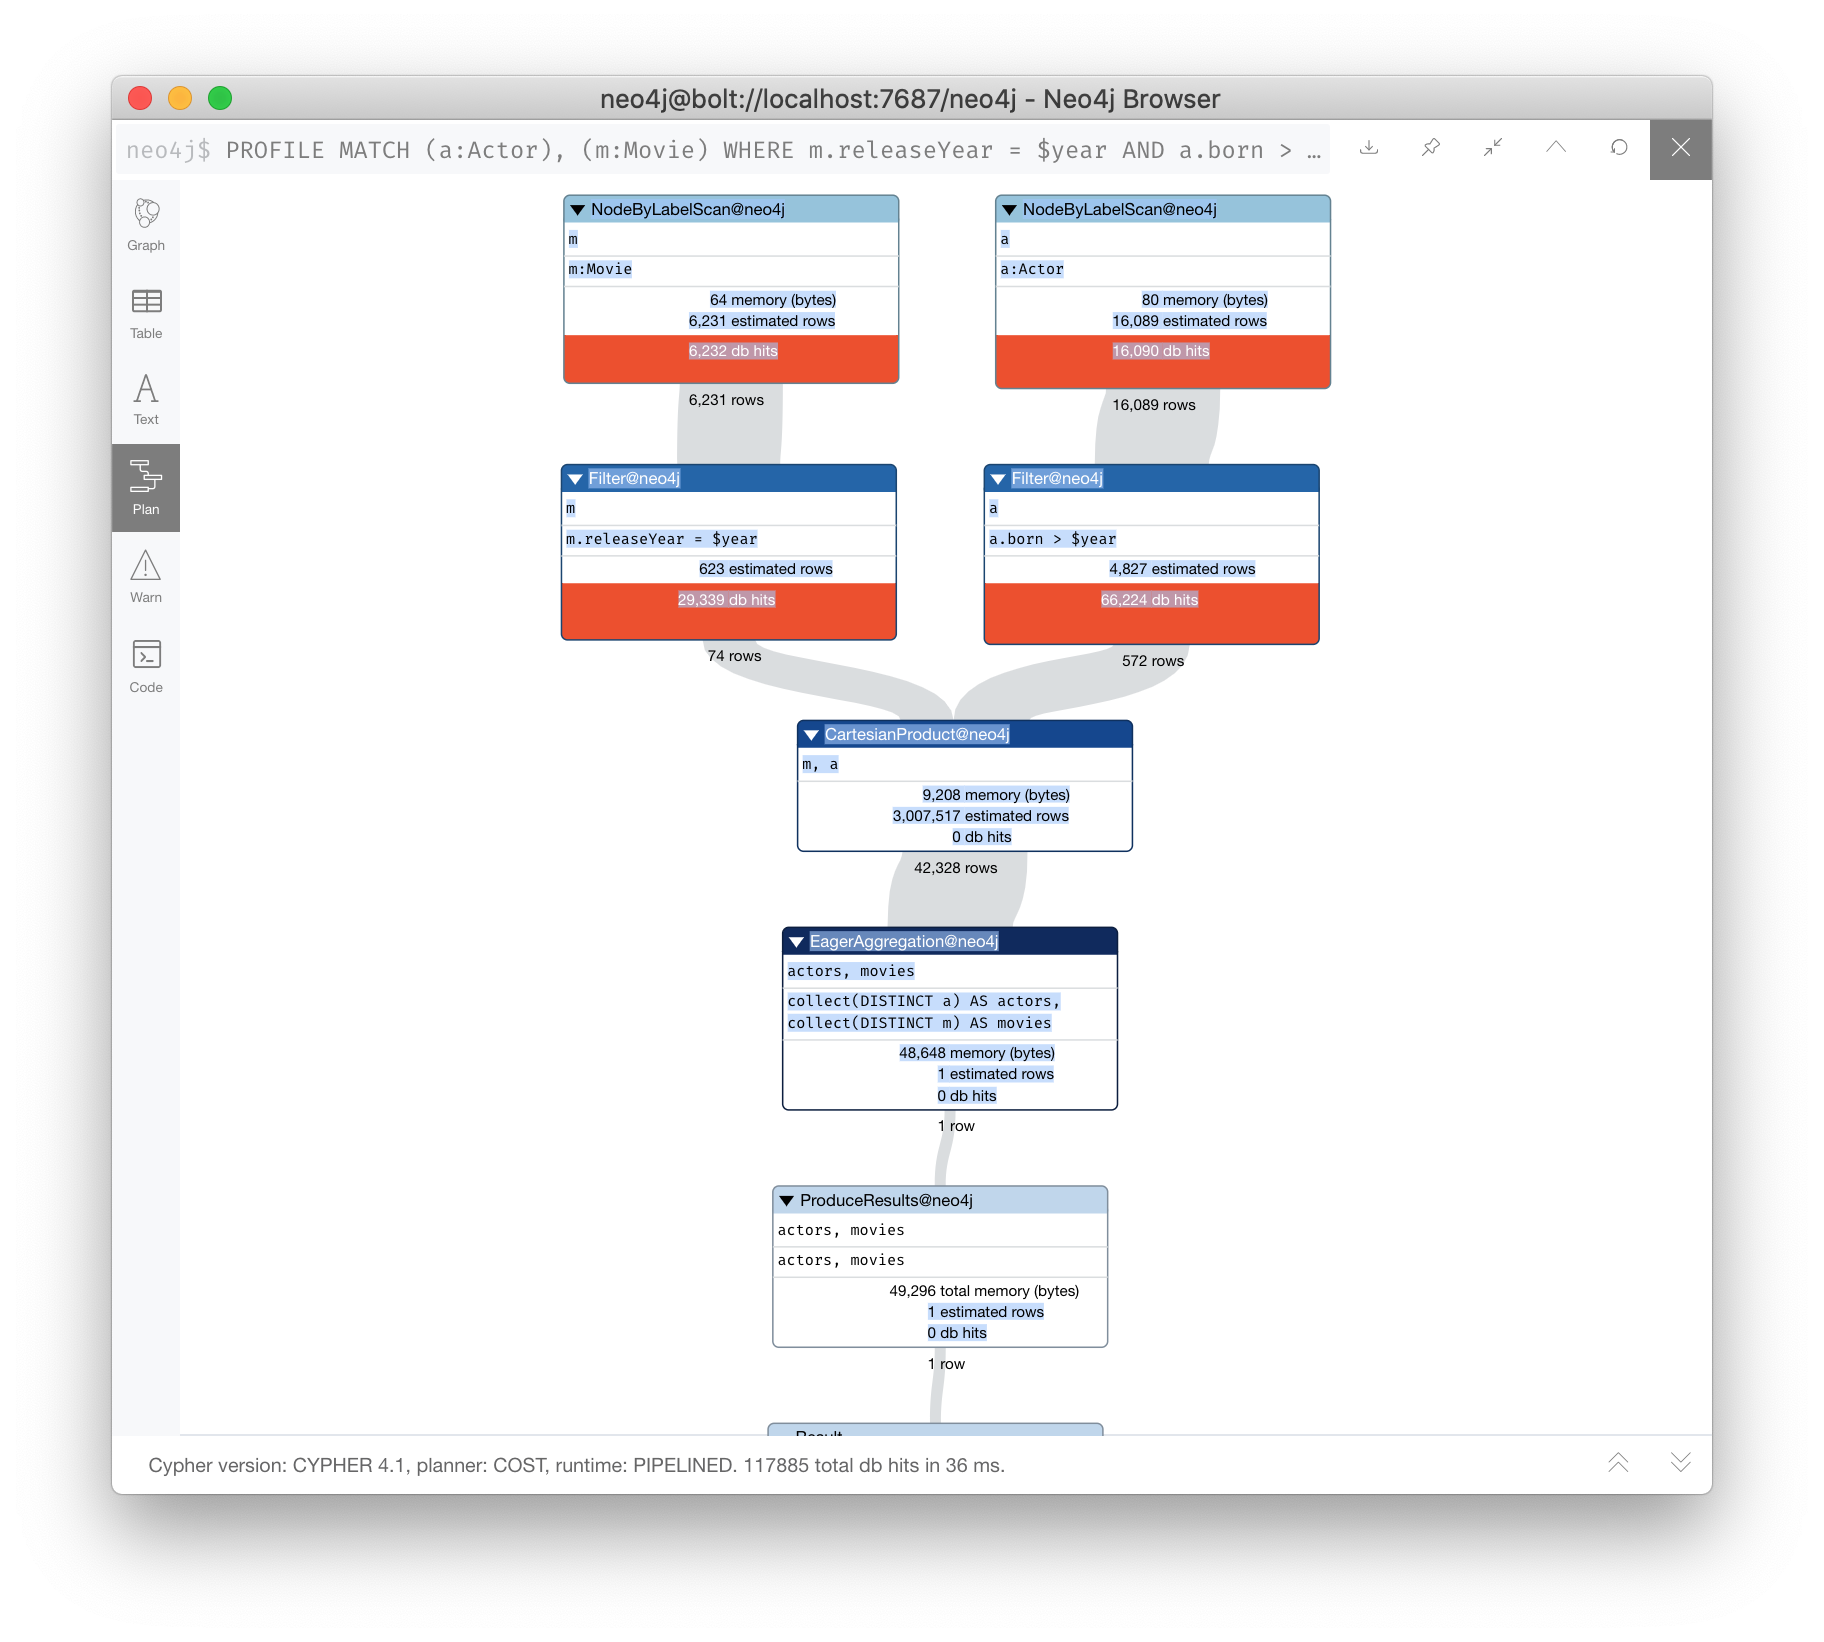 neo4j@bolt://localhost:7687/neo4j - Neo4j Browser
neo4j$ PROFILE MATCH (a:Actor), (m:Movie) WHERE m.releaseYear = $year AND a.born > …
Graph
Table
Text
Plan
Warn
Code
NodeByLabelScan@neo4j
m
m:Movie
64 memory (bytes)
6,231 estimated rows
6,232 db hits
6,231 rows
NodeByLabelScan@neo4j
a
a:Actor
80 memory (bytes)
16,089 estimated rows
16,090 db hits
16,089 rows
Filter@neo4j
m
m.releaseYear = $year
623 estimated rows
29,339 db hits
74 rows
Filter@neo4j
a
a.born > $year
4,827 estimated rows
66,224 db hits
572 rows
CartesianProduct@neo4j
m, a
9,208 memory (bytes)
3,007,517 estimated rows
0 db hits
42,328 rows
EagerAggregation@neo4j
actors, movies
collect(DISTINCT a) AS actors,
collect(DISTINCT m) AS movies
48,648 memory (bytes)
1 estimated rows
0 db hits
1 row
ProduceResults@neo4j
actors, movies
actors, movies
49,296 total memory (bytes)
1 estimated rows
0 db hits
1 row
Result
Cypher version: CYPHER 4.1, planner: COST, runtime: PIPELINED. 117885 total db hits in 36 ms.